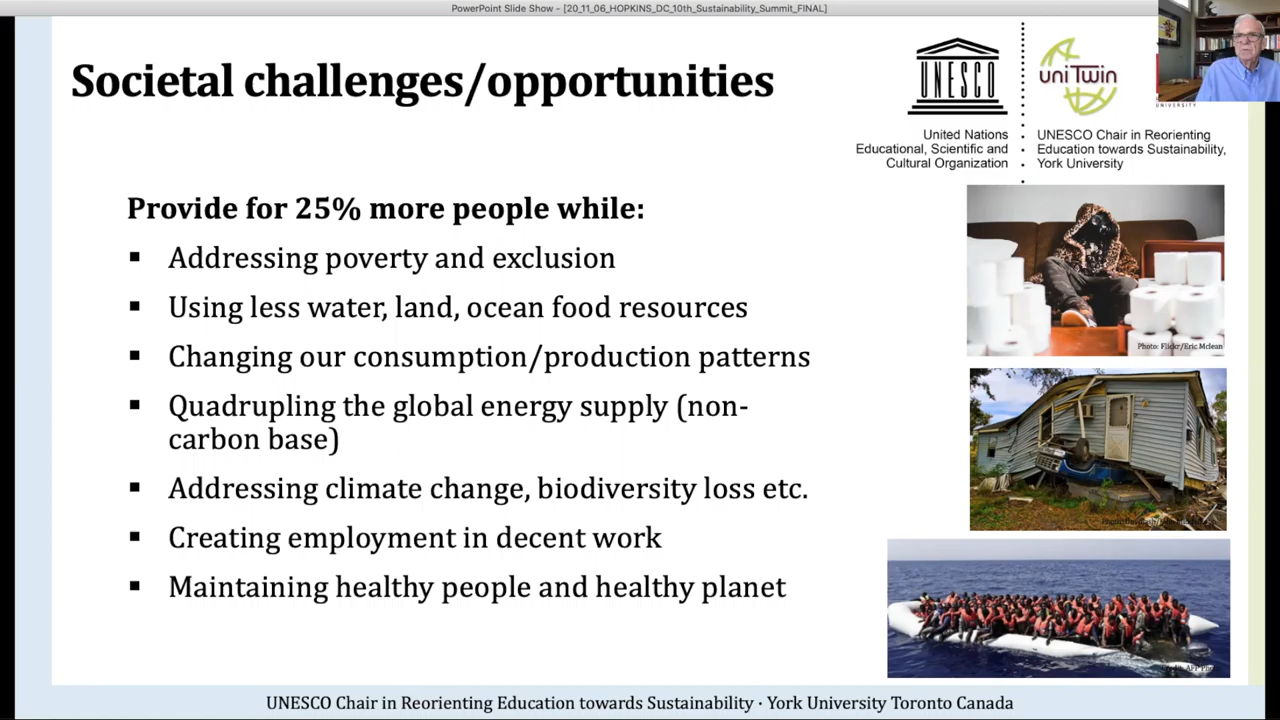 PowerPoint Slide Show - [20_11_06_HOPKINS_DC_10th_Sustainability_Summit_FINAL]
Societal challenges/opportunities
UNESCO
uniTwin
UNIVERSITY
United Nations
Educational, Scientific and
Cultural Organization
UNESCO Chair in Reorienting
Education towards Sustainability,
York University
Provide for 25% more people while:
▪ Addressing poverty and exclusion
▪ Using less water, land, ocean food resources
▪ Changing our consumption/production patterns
▪ Quadrupling the global energy supply (non-
carbon base)
▪ Addressing climate change, biodiversity loss etc.
▪ Creating employment in decent work
▪ Maintaining healthy people and healthy planet
Photo: Flickr/Eric Mclean
UNESCO Chair in Reorienting Education towards Sustainability · York University Toronto Canada